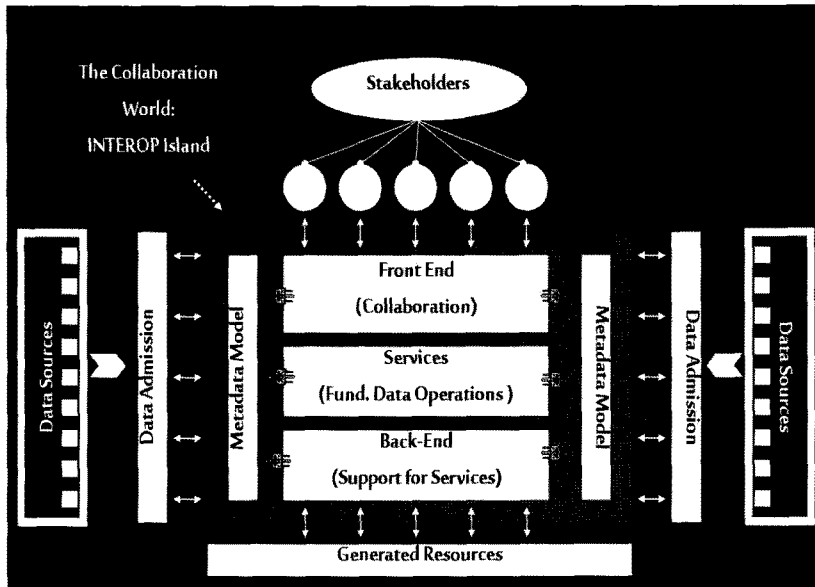 The Collaboration
World:
INTEROP Island
Stakeholders
Data Sources
Data Admission
Metadata Model
Front End
(Collaboration)
Services
(Fund. Data Operations )
Back-End
(Support for Services)
Metadata Model
Data Admission
Data Sources
Generated Resources